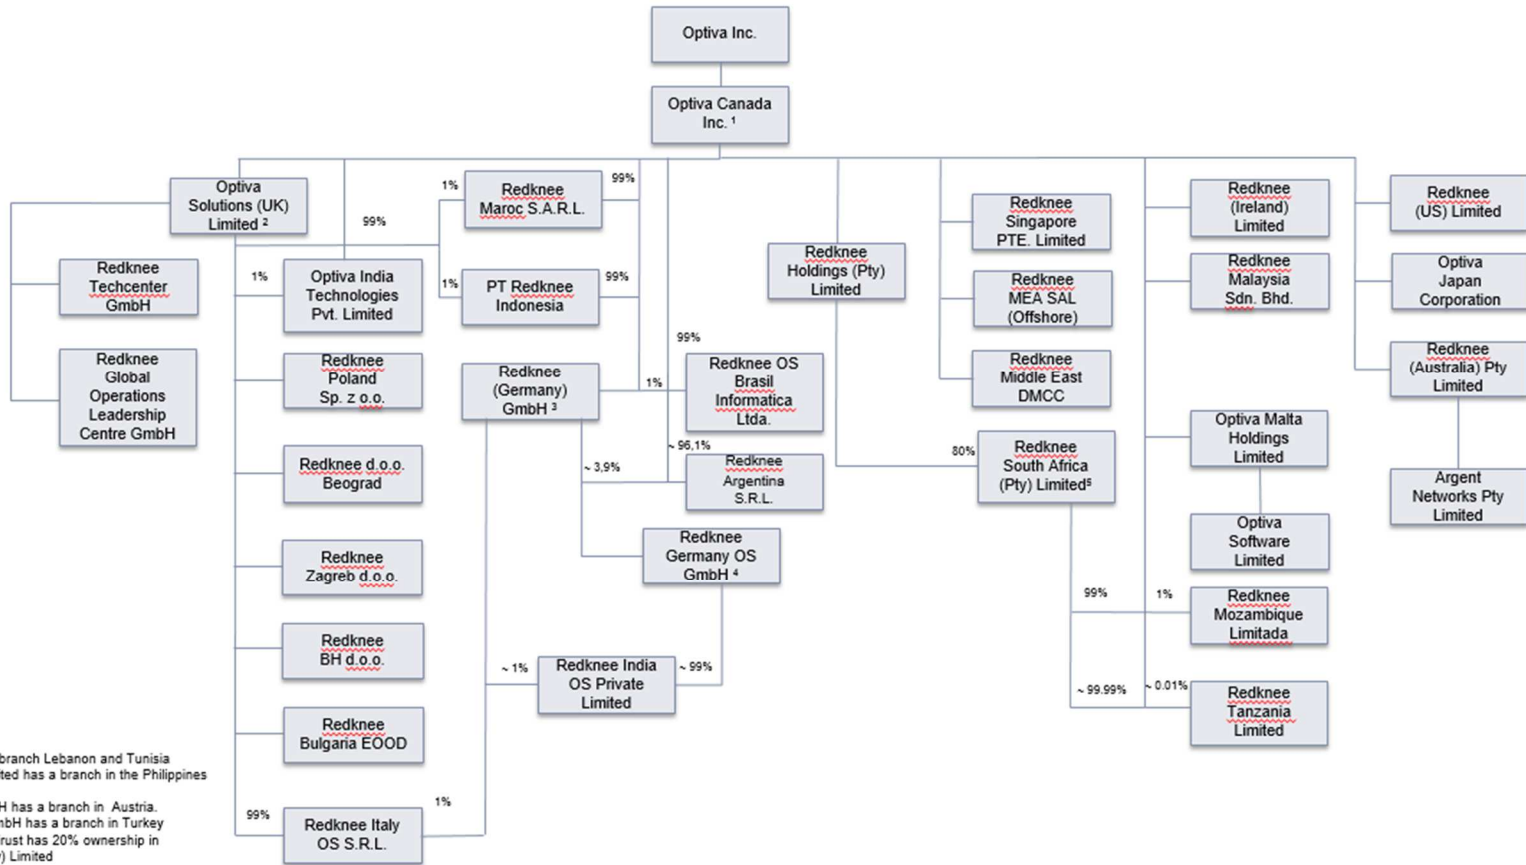 Optiva Inc.
Optiva Canada
Inc. 1
Optiva
Solutions (UK)
Limited 2
99%
1%
Redknee
Maroc S.A.R.L.
99%
Redknee
Techcenter
GmbH
1%
Optiva India
Technologies
Pvt. Limited
1%
PT Redknee
Indonesia
99%
Redknee
Global
Operations
Leadership
Centre GmbH
Redknee
Poland
Sp. z o.o.
Redknee
(Germany)
GmbH 3
99%
1%
Redknee OS
Brasil
Informatica
Ltda.
Redknee d.o.o.
Beograd
~ 3,9%
~ 96,1%
Redknee
Argentina
S.R.L.
Redknee
Germany OS
GmbH 4
Redknee
Zagreb d.o.o.
Redknee
BH d.o.o.
~ 1%
Redknee India
OS Private
Limited
~ 99%
Redknee
Bulgaria EOOD
99%
Redknee Italy
OS S.R.L.
1%
Redknee
Holdings (Pty)
Limited
Redknee
Singapore
PTE. Limited
Redknee
MEA SAL
(Offshore)
Redknee
Middle East
DMCC
80%
Redknee
South Africa
(Pty) Limited5
Redknee
(Ireland)
Limited
Redknee
Malaysia
Sdn. Bhd.
Optiva Malta
Holdings
Limited
Optiva
Software
Limited
99%
1%
Redknee
Mozambique
Limitada
~ 99.99%
~ 0.01%
Redknee
Tanzania
Limited
Redknee
(US) Limited
Optiva
Japan
Corporation
Redknee
(Australia) Pty
Limited
Argent
Networks Pty
Limited
branch Lebanon and Tunisia
ted has a branch in the Philippines
H has a branch in Austria.
mbH has a branch in Turkey
rust has 20% ownership in
) Limited